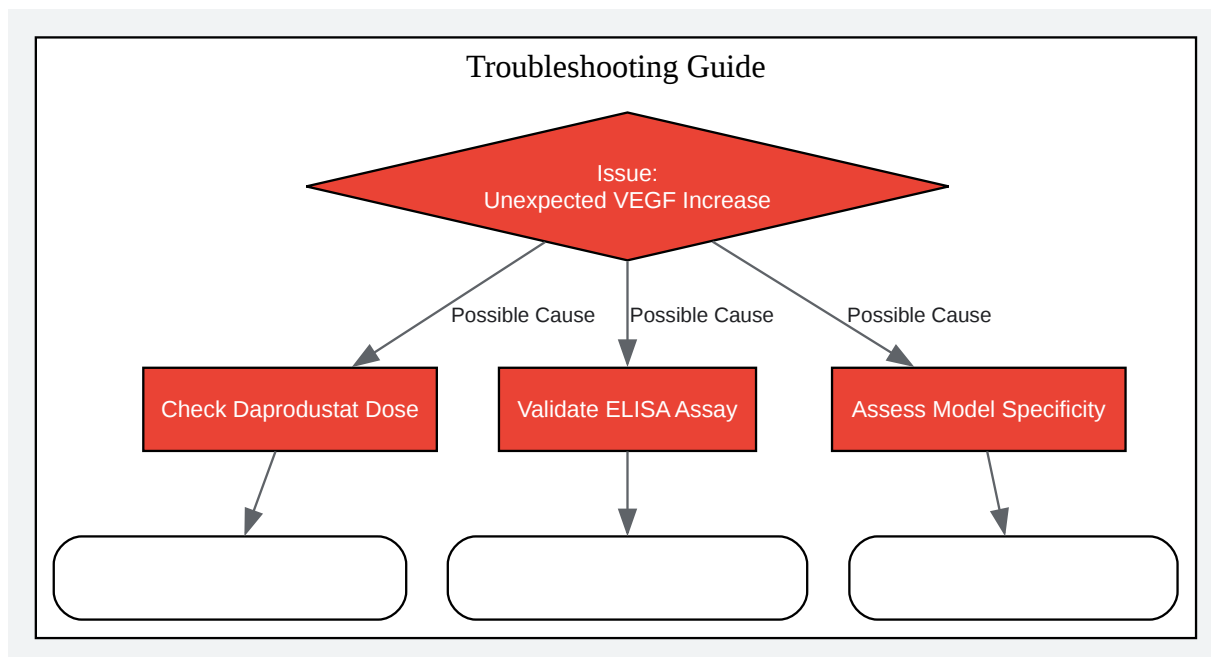 Troubleshooting Guide
Issue:
Unexpected VEGF Increase
Possible Cause
Possible Cause
Possible Cause
Check Daprodustat Dose
Validate ELISA Assay
Assess Model Specificity